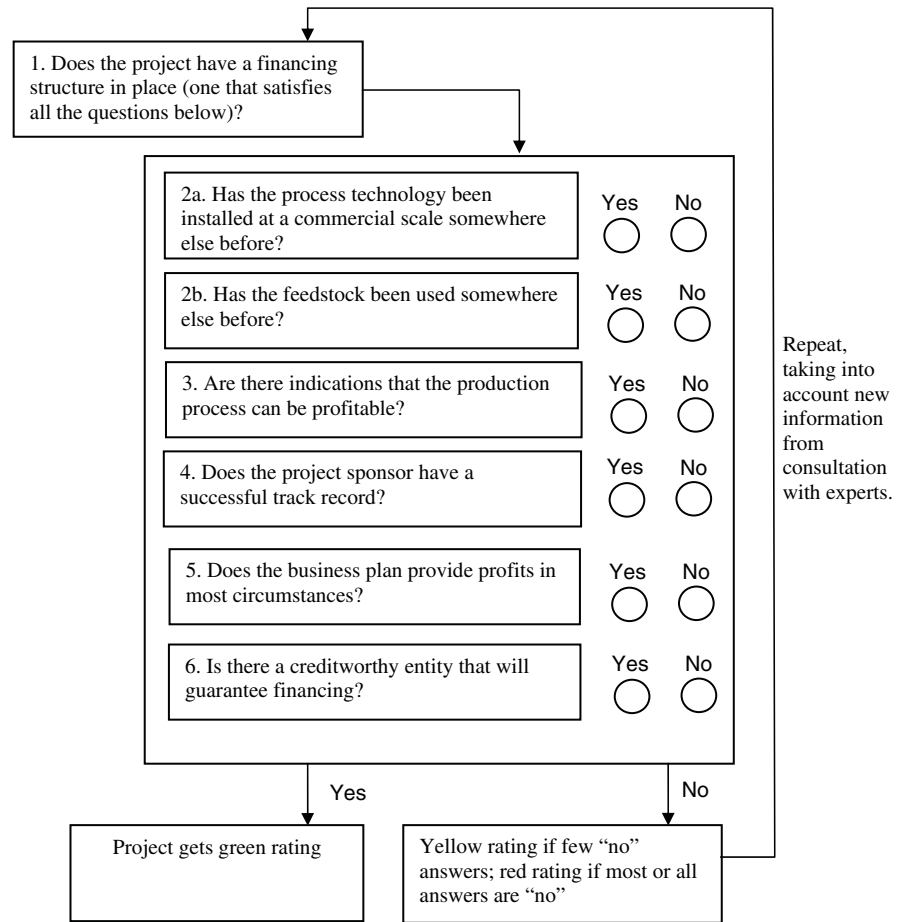 1. Does the project have a financing
structure in place (one that satisfies
all the questions below)?
2a. Has the process technology been
installed at a commercial scale somewhere
else before?
Yes No
2b. Has the feedstock been used somewhere
else before?
Yes No
3. Are there indications that the production
process can be profitable?
Yes No
4. Does the project sponsor have a
successful track record?
Yes No
5. Does the business plan provide profits in
most circumstances?
Yes No
6. Is there a creditworthy entity that will
guarantee financing?
Yes No
Repeat,
taking into
account new
information
from
consultation
with experts.
Yes
No
Project gets green rating
Yellow rating if few “no”
answers; red rating if most or all
answers are “no”